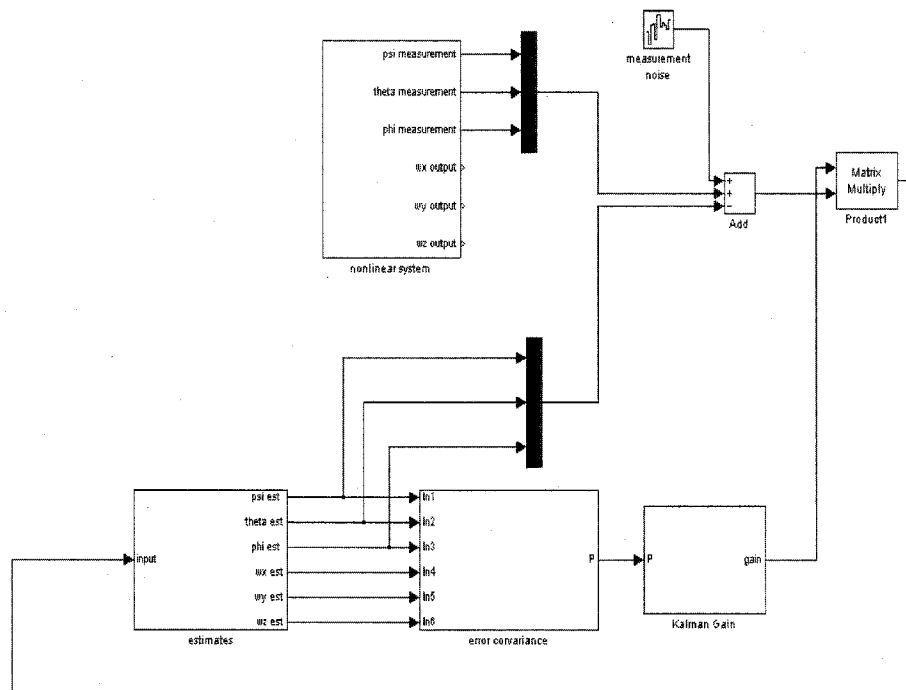 psi measurement
theta measurement
phi measurement
wx output
wy output
wz output
nonlinear system
measurement
noise
+
+
−
Add
Matrix
Multiply
Product1
input
psi est
theta est
phi est
wx est
wy est
wz est
estimates
In1
In2
In3
In4
In5
In6
P
error corvariance
P
gain
Kalman Gain